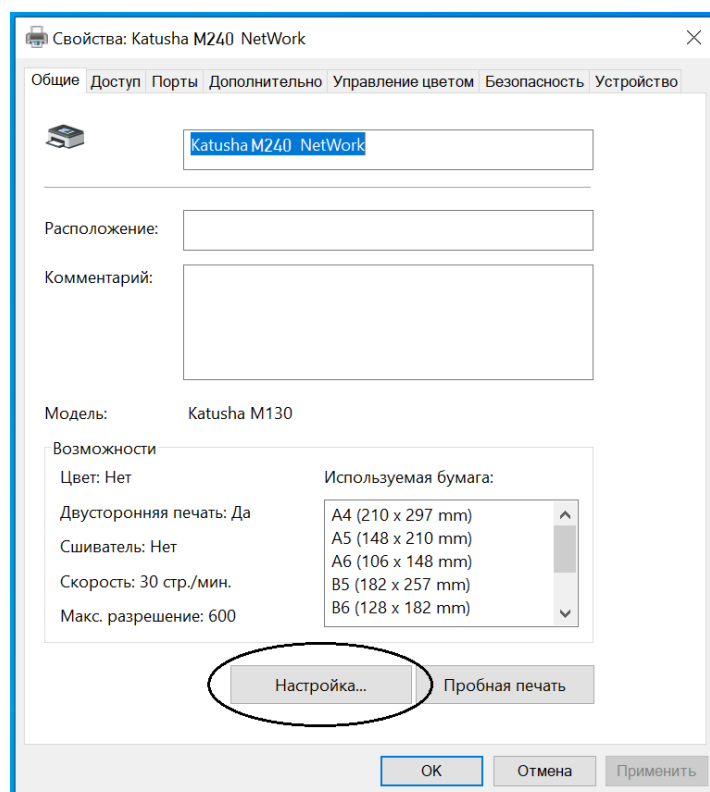 Свойства: Katusha M240 NetWork
Общие Доступ Порты Дополнительно Управление цветом Безопасность Устройство
Katusha M240 NetWork
Расположение:
Комментарий:
Модель: Katusha M130
Возможности
Цвет: Нет
Двусторонняя печать: Да
Сшиватель: Нет
Скорость: 30 стр./мин.
Макс. разрешение: 600
Используемая бумага:
A4 (210 x 297 mm)
A5 (148 x 210 mm)
A6 (106 x 148 mm)
B5 (182 x 257 mm)
B6 (128 x 182 mm)
Настройка... Пробная печать
OK Отмена Применить